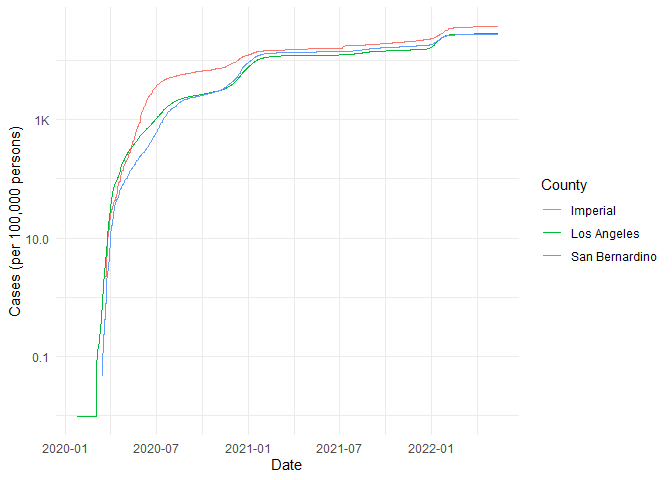 Cases (per 100,000 persons)
1K
10.0
0.1
2020-01
2020-07
2021-01
2021-07
2022-01
Date
County
Imperial
Los Angeles
San Bernardino